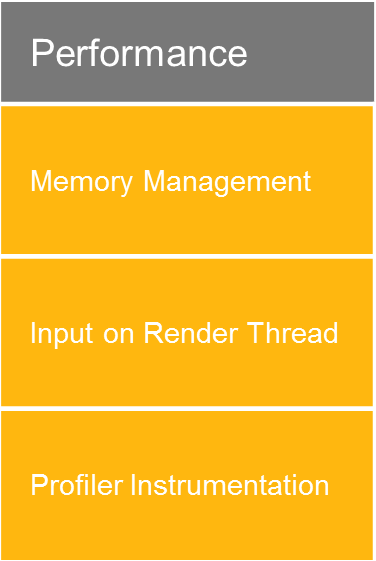 Performance
Memory Management
Input on Render Thread
Profiler Instrumentation